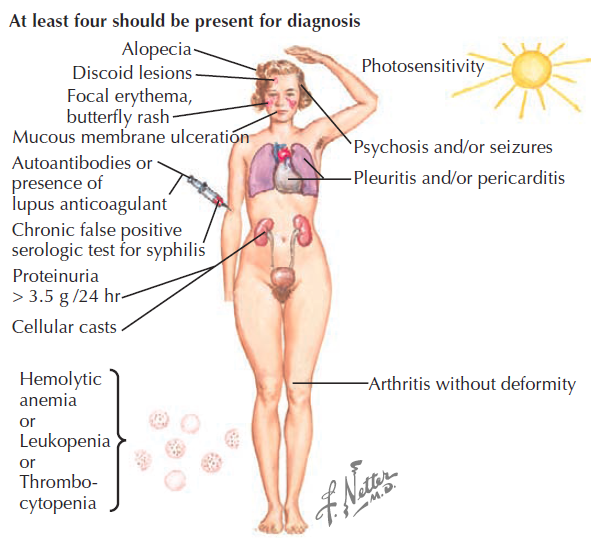 At least four should be present for diagnosis
Alopecia
Discoid lesions
Focal erythema,
butterfly rash
Mucous membrane ulceration
Autoantibodies or
presence of
lupus anticoagulant
Chronic false positive
serologic test for syphilis
Proteinuria
> 3.5 g /24 hr
Cellular casts
Hemolytic
anemia
or
Leukopenia
or
Thrombo-
cytopenia
Photosensitivity
Psychosis and/or seizures
Pleuritis and/or pericarditis
Arthritis without deformity
F. Netter
M.D.